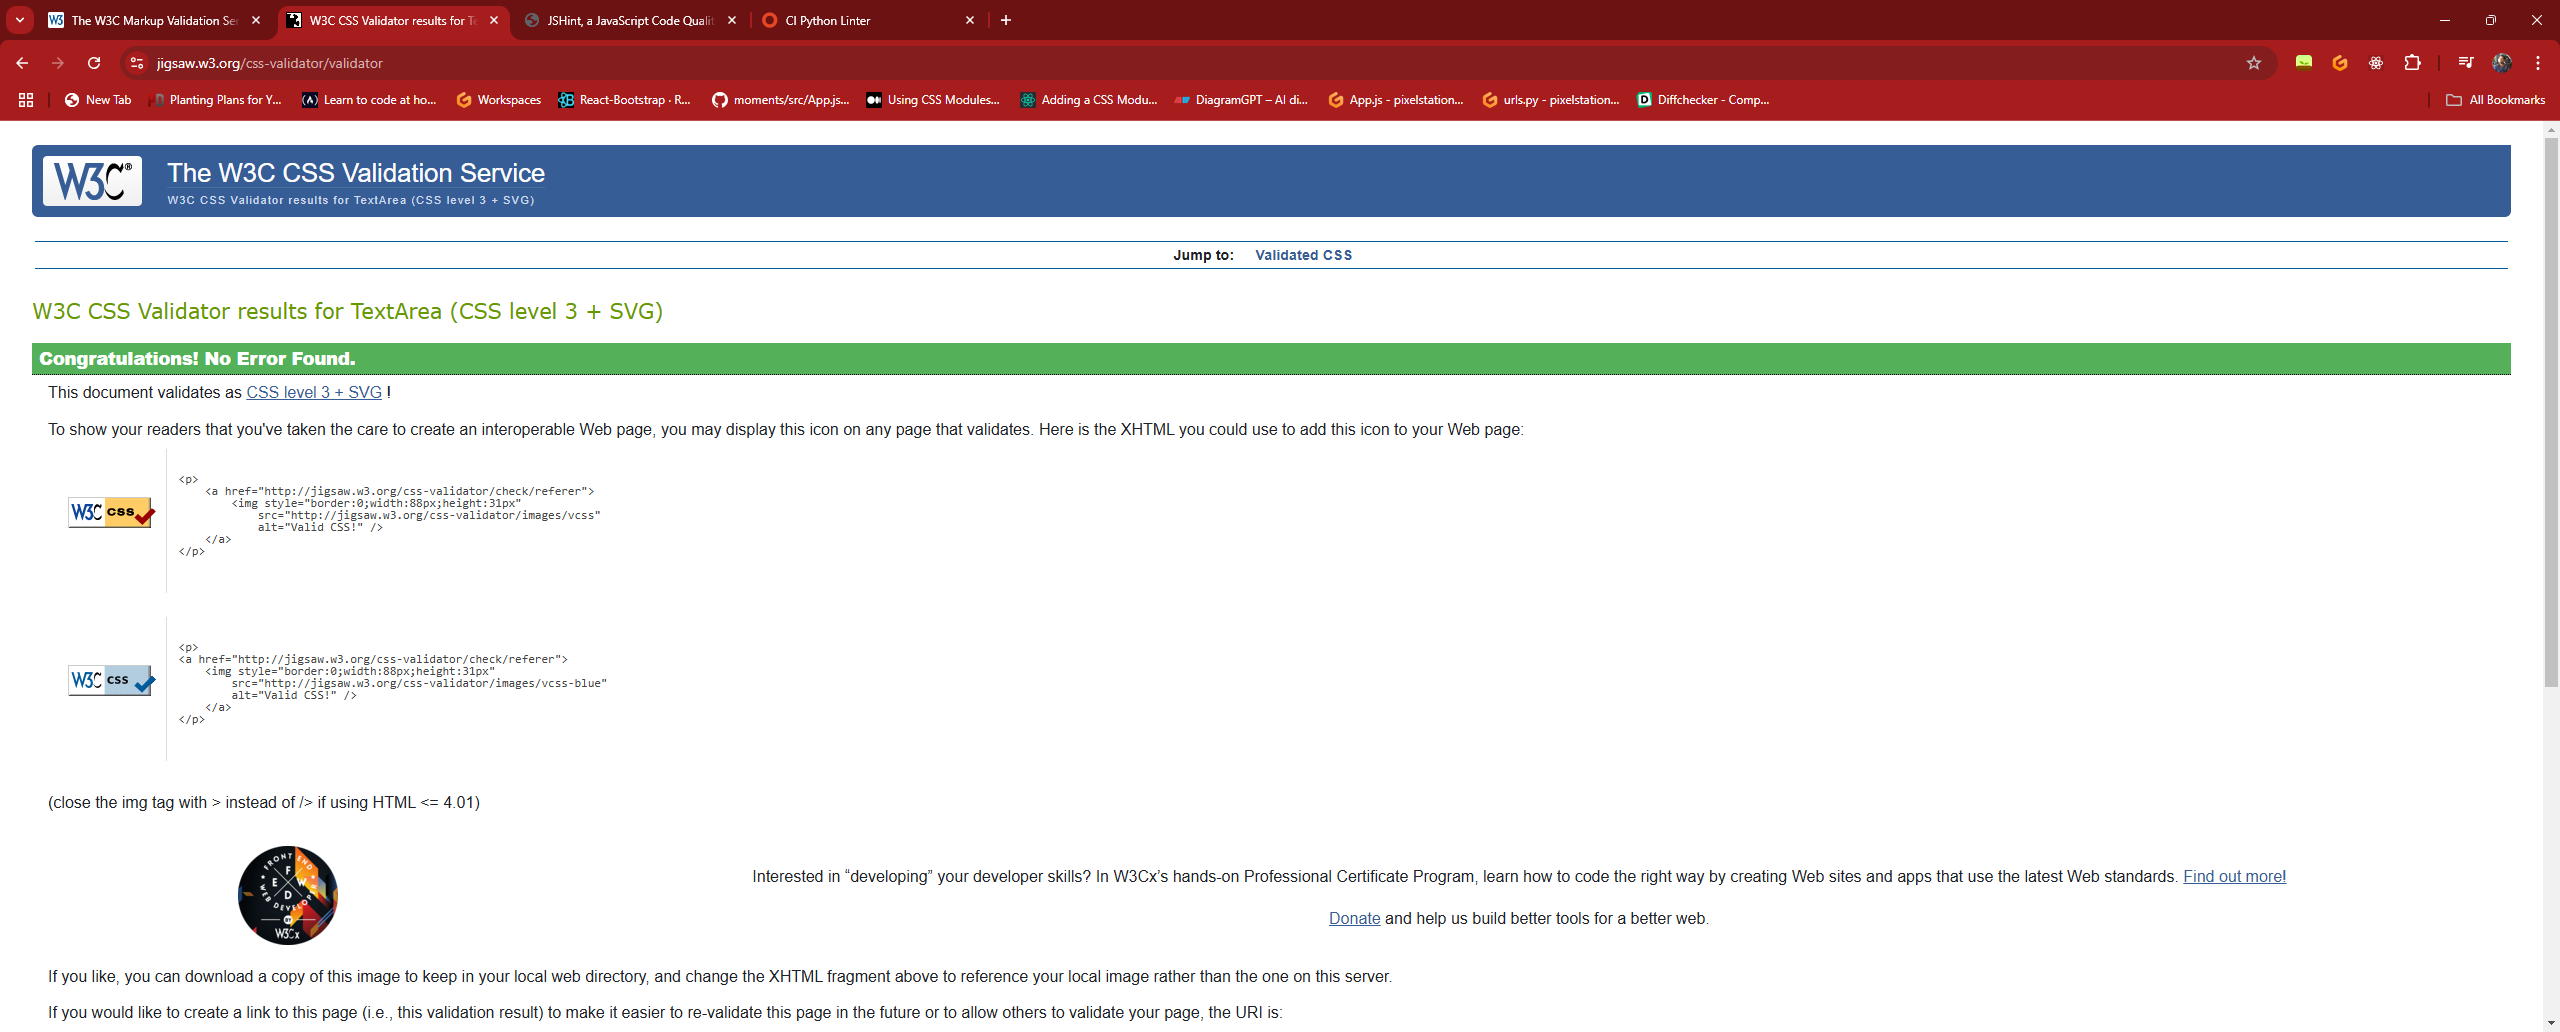 The W3C Markup Validation Se
W3C CSS Validator results for Te
JSHint, a JavaScript Code Qualit
CI Python Linter
jigsaw.w3.org/css-validator/validator
New Tab
Planting Plans for Y...
Learn to code at ho...
Workspaces
React-Bootstrap · R...
moments/src/App.js...
Using CSS Modules...
Adding a CSS Modu...
DiagramGPT – AI di...
App.js - pixelstation...
urls.py - pixelstation...
Diffchecker - Comp...
All Bookmarks
W3C®
The W3C CSS Validation Service
W3C CSS Validator results for TextArea (CSS level 3 + SVG)
Jump to: Validated CSS
W3C CSS Validator results for TextArea (CSS level 3 + SVG)
Congratulations! No Error Found.
This document validates as CSS level 3 + SVG !
To show your readers that you've taken the care to create an interoperable Web page, you may display this icon on any page that validates. Here is the XHTML you could use to add this icon to your Web page:
W3C css
<p>
<a href="http://jigsaw.w3.org/css-validator/check/referer">
<img style="border:0;width:88px;height:31px"
src="http://jigsaw.w3.org/css-validator/images/vcss"
alt="Valid CSS!" />
</a>
</p>
W3C css
<p>
<a href="http://jigsaw.w3.org/css-validator/check/referer">
<img style="border:0;width:88px;height:31px"
src="http://jigsaw.w3.org/css-validator/images/vcss-blue"
alt="Valid CSS!" />
</a>
</p>
(close the img tag with > instead of /> if using HTML <= 4.01)
FRONT END
F E W D
WEB DEVELOPER
BY
W3Cx
Interested in “developing” your developer skills? In W3Cx’s hands-on Professional Certificate Program, learn how to code the right way by creating Web sites and apps that use the latest Web standards. Find out more!
Donate and help us build better tools for a better web.
If you like, you can download a copy of this image to keep in your local web directory, and change the XHTML fragment above to reference your local image rather than the one on this server.
If you would like to create a link to this page (i.e., this validation result) to make it easier to re-validate this page in the future or to allow others to validate your page, the URI is: